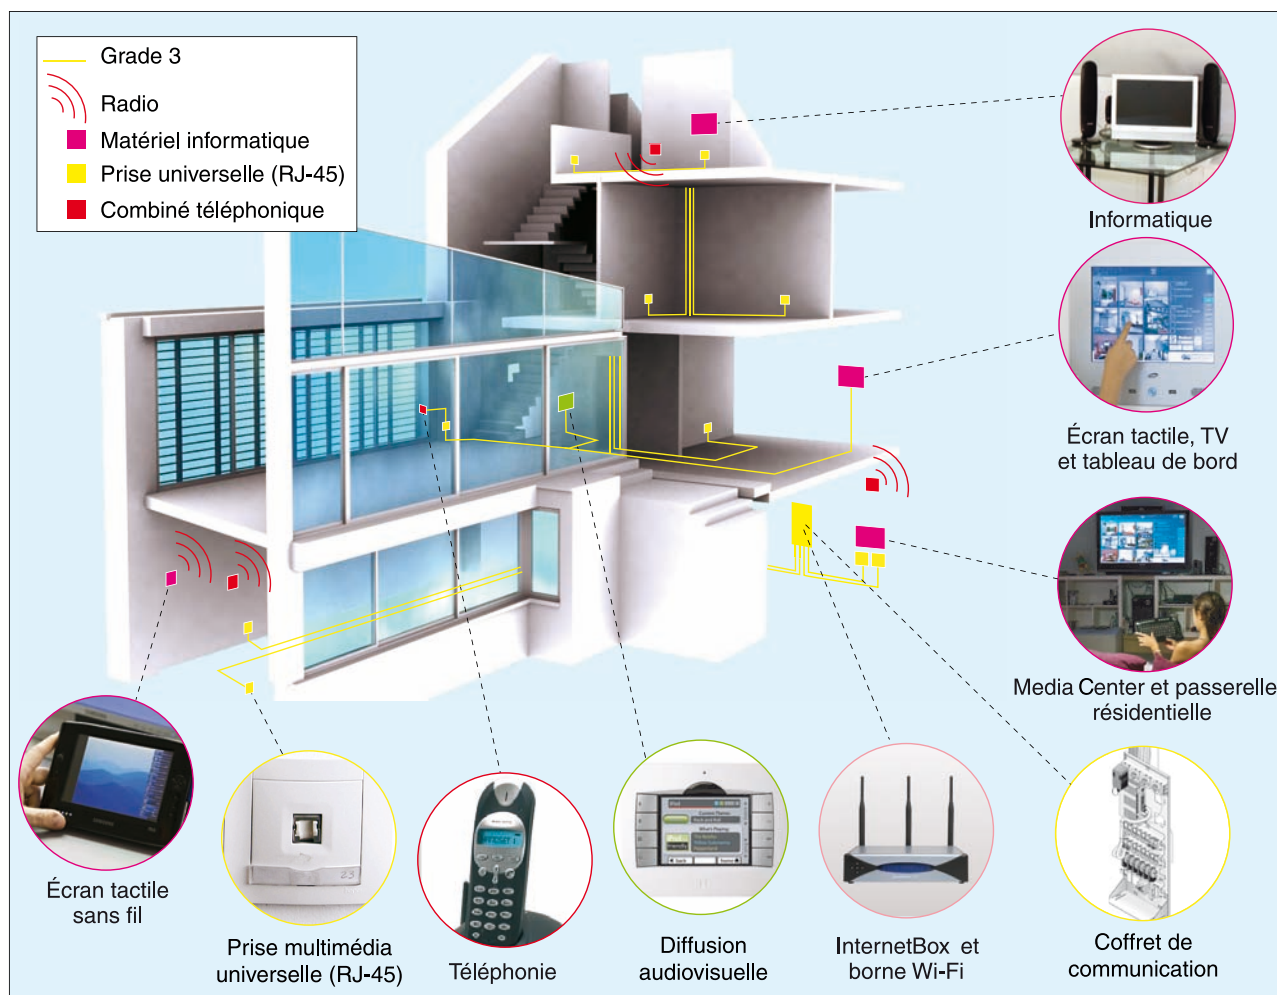 Grade 3
Radio
Matériel informatique
Prise universelle (RJ-45)
Combiné téléphonique
Informatique
Écran tactile, TV
et tableau de bord
Media Center et passerelle
résidentielle
Écran tactile
sans fil
Prise multimédia
universelle (RJ-45)
23
Téléphonie
Diffusion
audiovisuelle
InternetBox et
borne Wi-Fi
Coffret de
communication